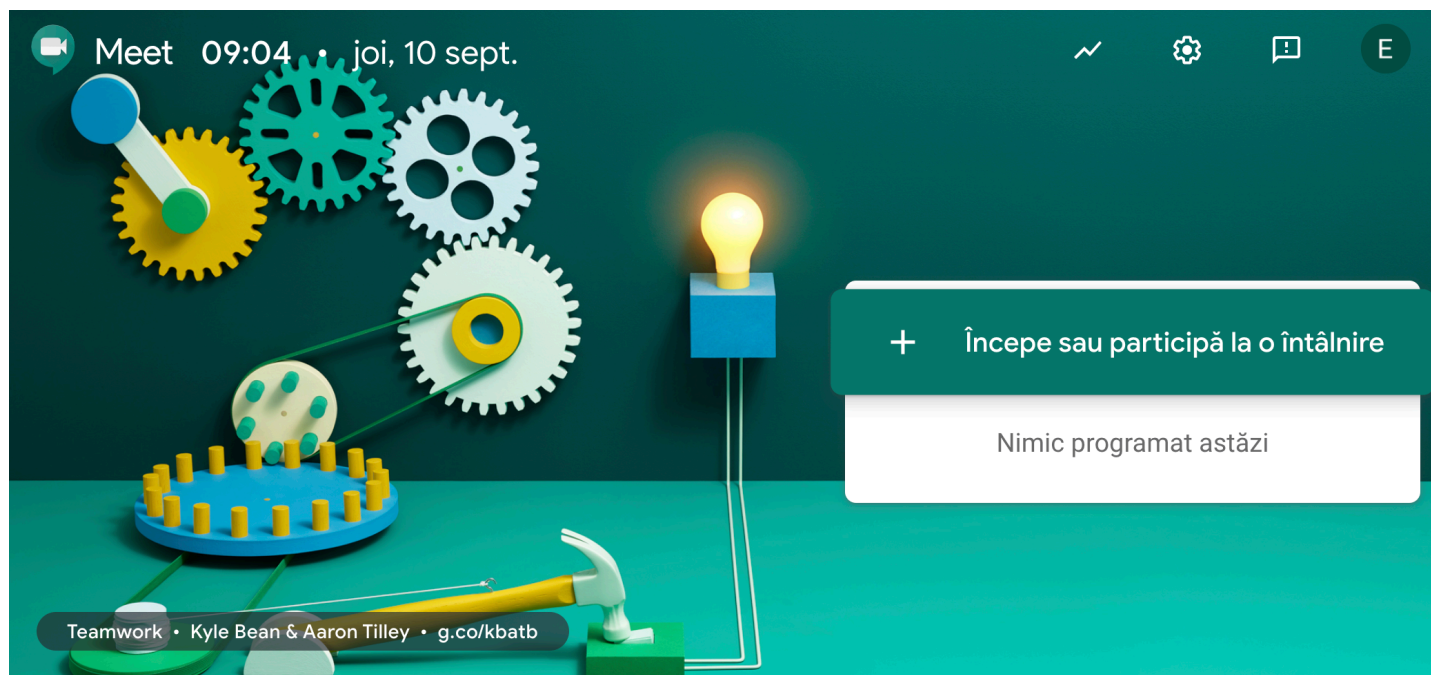 Meet 09:04 • joi, 10 sept.
E
Începe sau participă la o întâlnire
Nimic programat astăzi
Teamwork • Kyle Bean & Aaron Tilley • g.co/kbatb